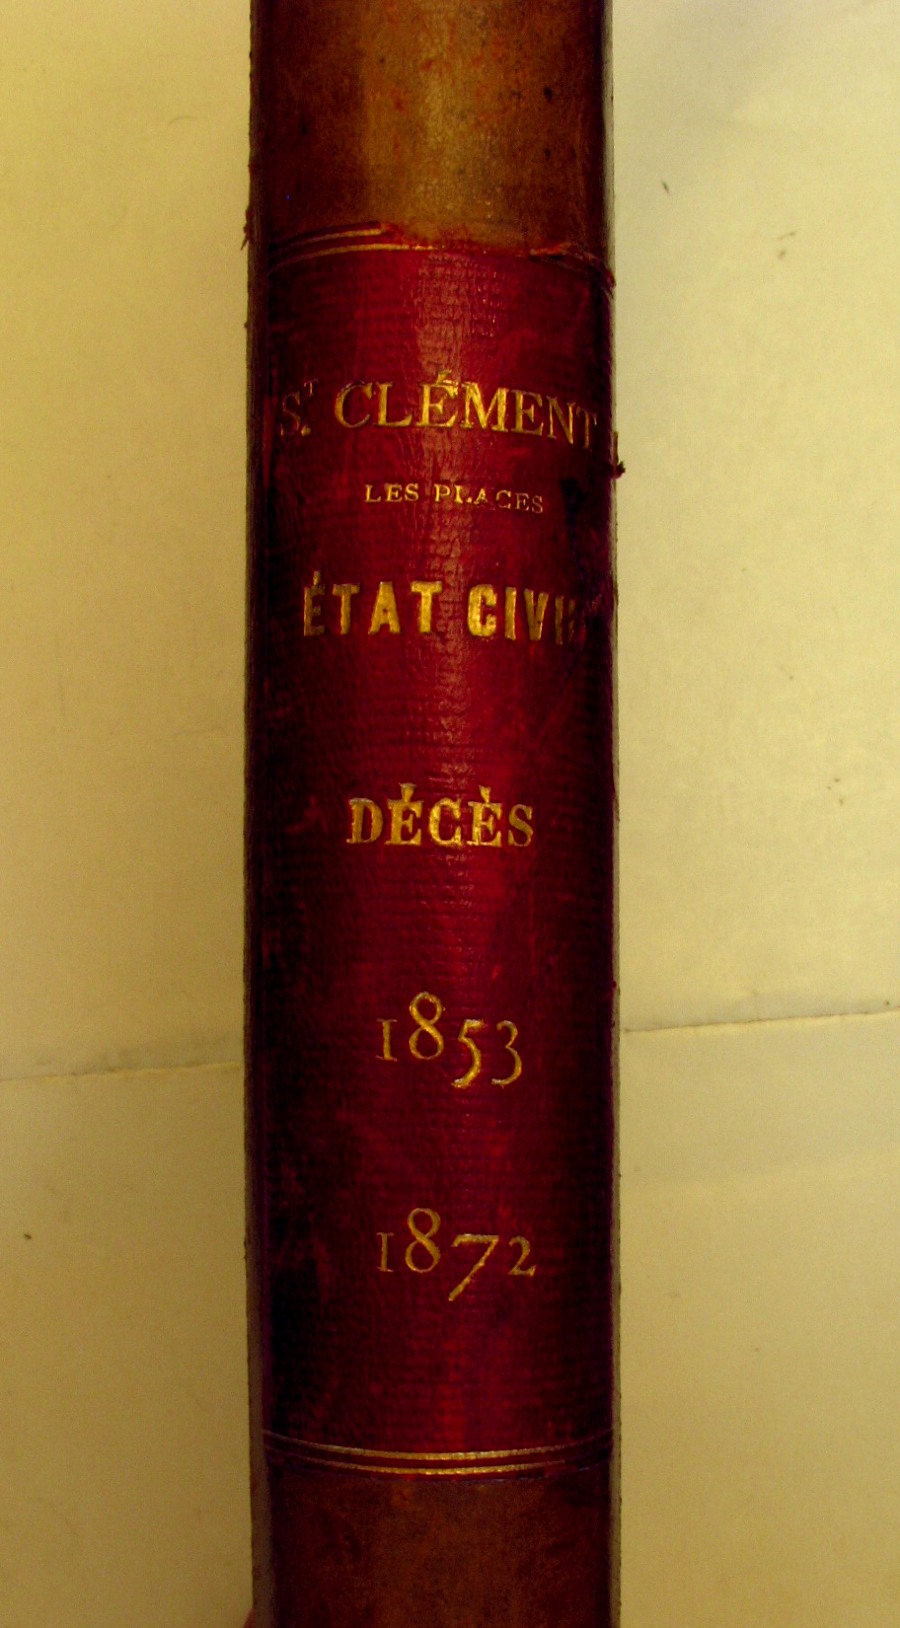 ST. CLÉMENT
LES PLACES
ÉTAT CIVIL
DÉCÈS
1853
1872